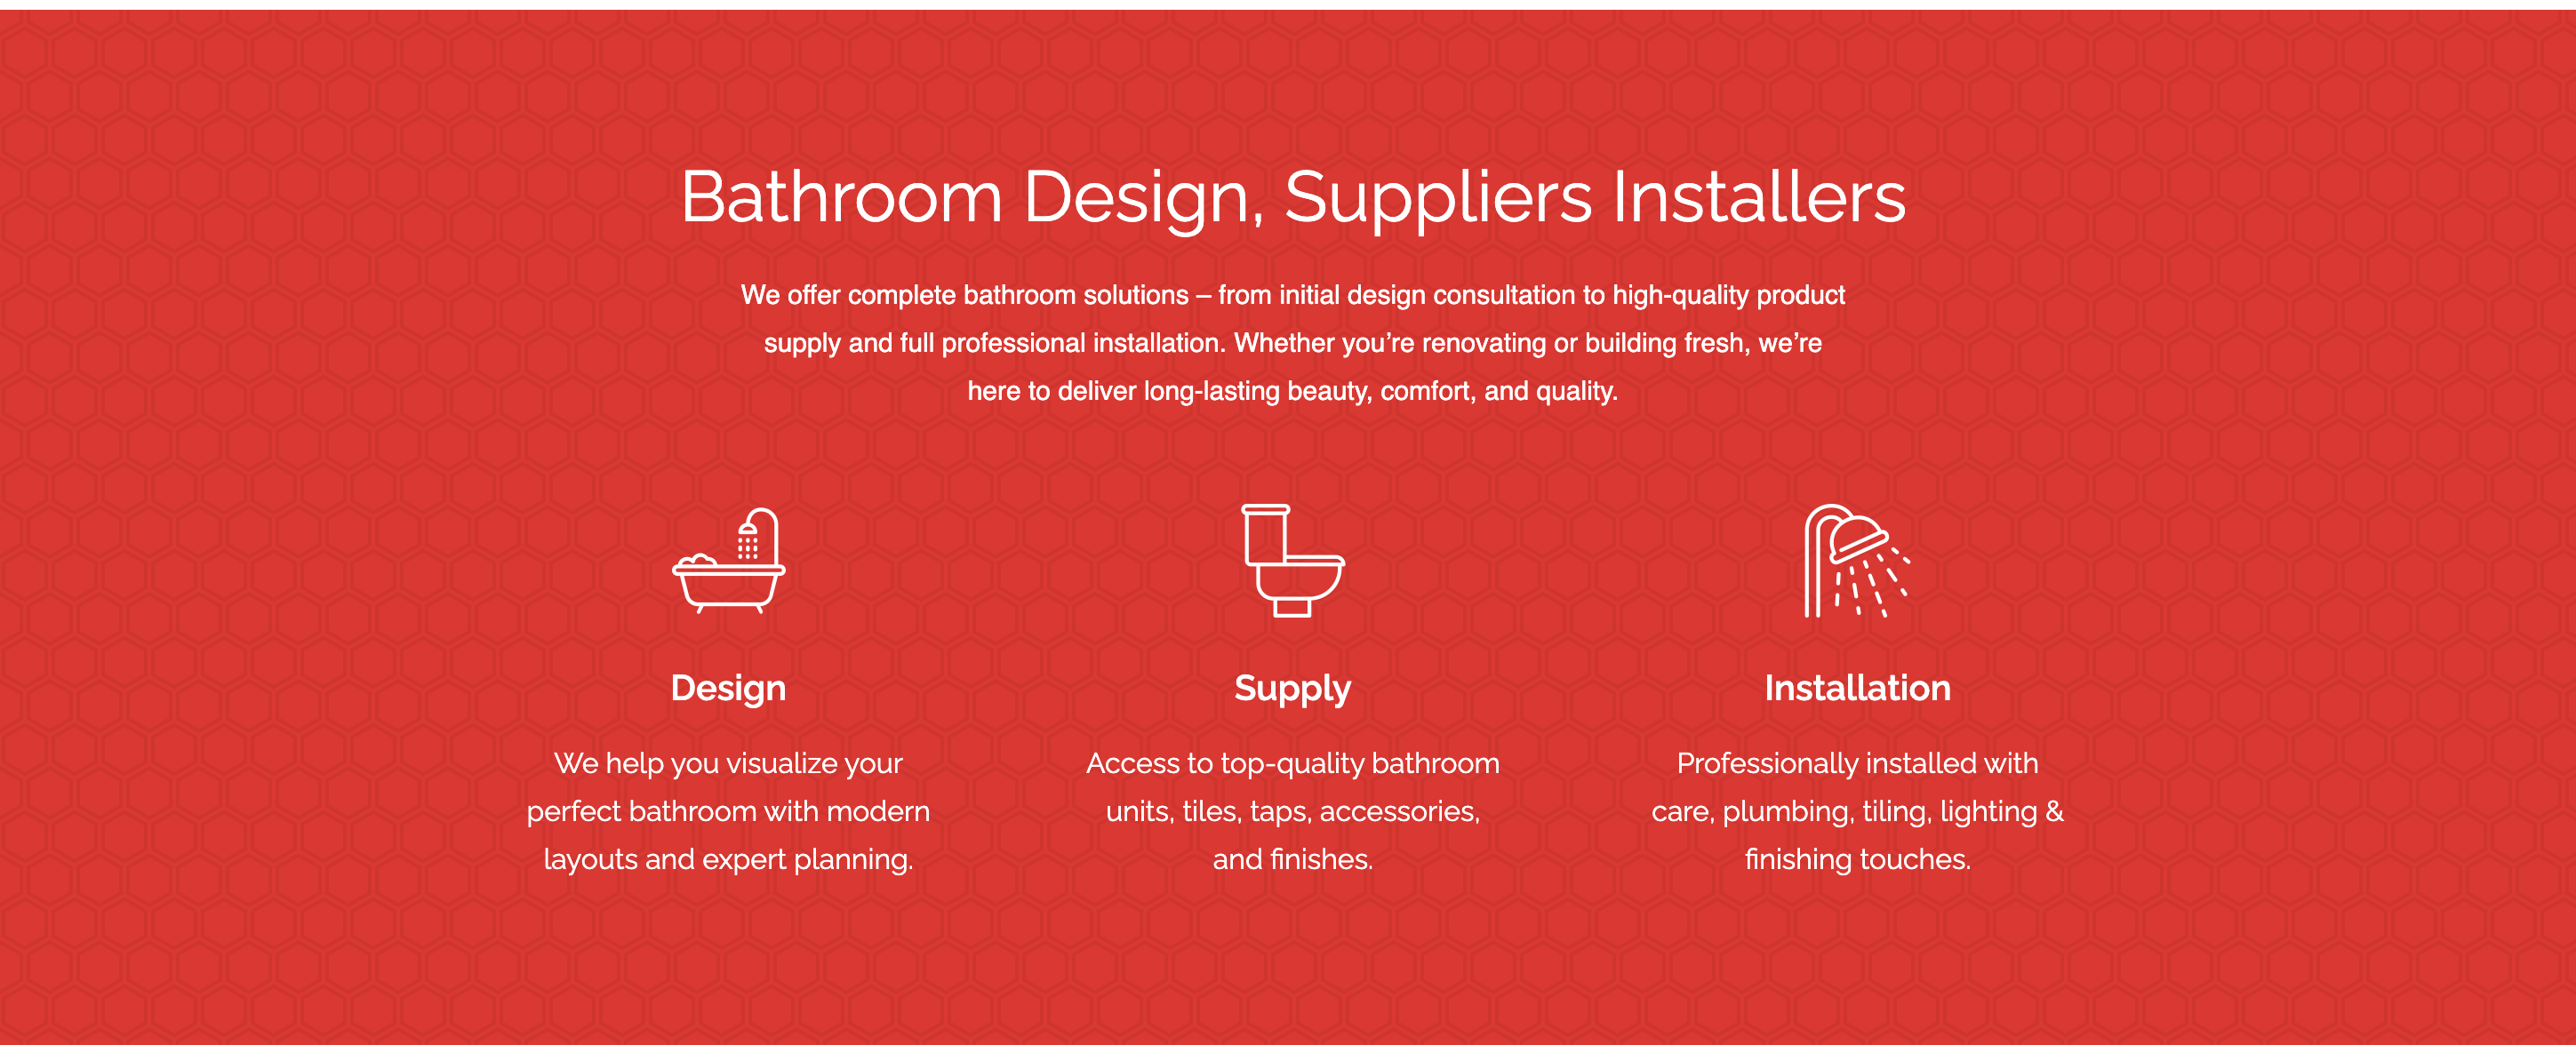 Bathroom Design, Suppliers Installers
We offer complete bathroom solutions – from initial design consultation to high-quality product
supply and full professional installation. Whether you’re renovating or building fresh, we’re
here to deliver long-lasting beauty, comfort, and quality.
Design
We help you visualize your
perfect bathroom with modern
layouts and expert planning.
Supply
Access to top-quality bathroom
units, tiles, taps, accessories,
and finishes.
Installation
Professionally installed with
care, plumbing, tiling, lighting &
finishing touches.